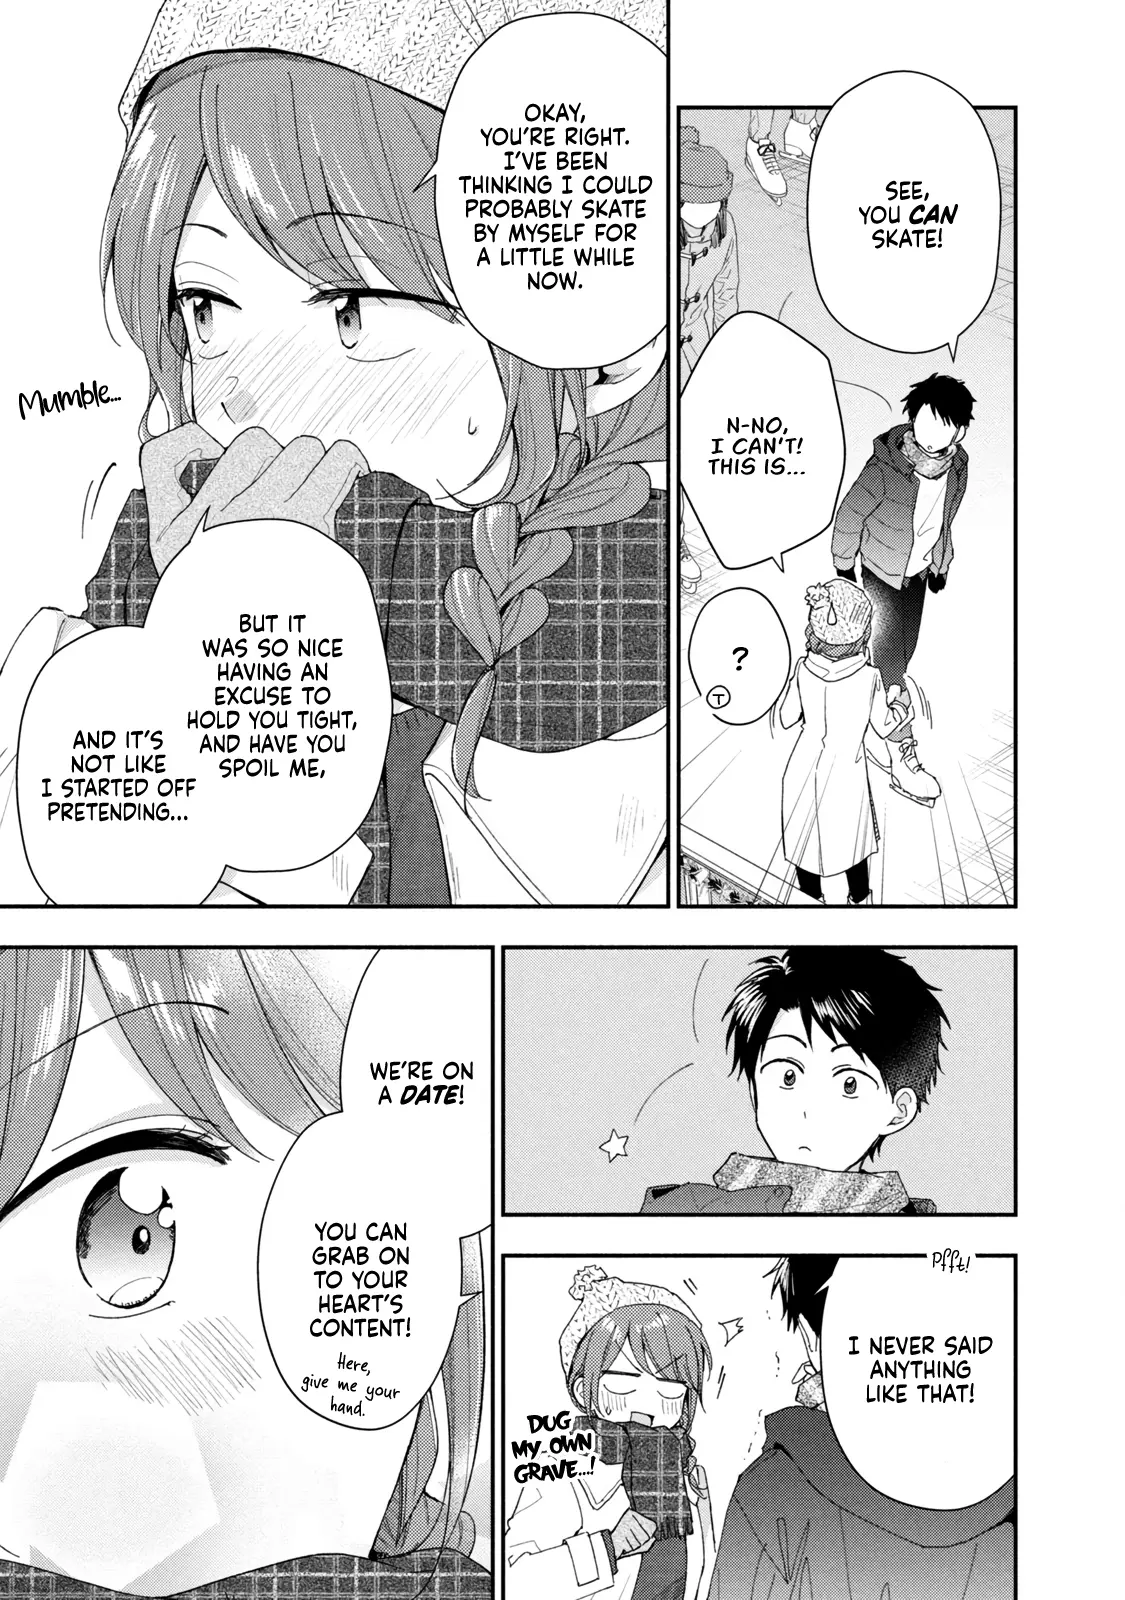 SEE,
YOU CAN
SKATE!
N-NO,
I CAN'T!
THIS IS...
?
T
OKAY,
YOU'RE RIGHT.
I'VE BEEN
THINKING I COULD
PROBABLY SKATE
BY MYSELF FOR
A LITTLE WHILE
NOW.
Mumble...
BUT IT
WAS SO NICE
HAVING AN
EXCUSE TO
HOLD YOU TIGHT,
AND HAVE YOU
SPOIL ME,
AND IT'S
NOT LIKE
I STARTED OFF
PRETENDING...
Pfft!
I NEVER SAID
ANYTHING
LIKE THAT!
DUG
MY OWN
GRAVE...!
WE'RE ON
A DATE!
YOU CAN
GRAB ON
TO YOUR
HEART'S
CONTENT!
Here,
give me your
hand.